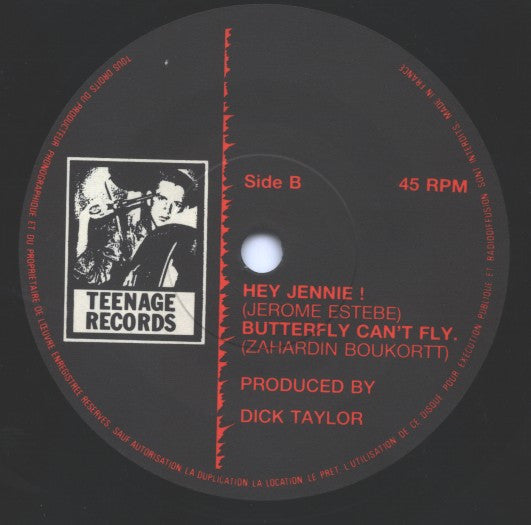 Side B
45 RPM
TEENAGE
RECORDS
HEY JENNIE !
(JEROME ESTEBE)
BUTTERFLY CAN'T FLY.
(ZAHARDIN BOUKORTT)
PRODUCED BY
DICK TAYLOR
TOUS DROITS DU PRODUCTEUR PHONOGRAPHIQUE ET DU PROPRIETAIRE DE L'ŒUVRE ENREGISTREE RESERVES. SAUF AUTORISATION LA DUPLICATION LA LOCATION LE PRET, L'UTILISATION DE CE DISQUE POUR EXECUTION PUBLIQUE ET RADIODIFFUSION SONT INTERDITS. MADE IN FRANCE